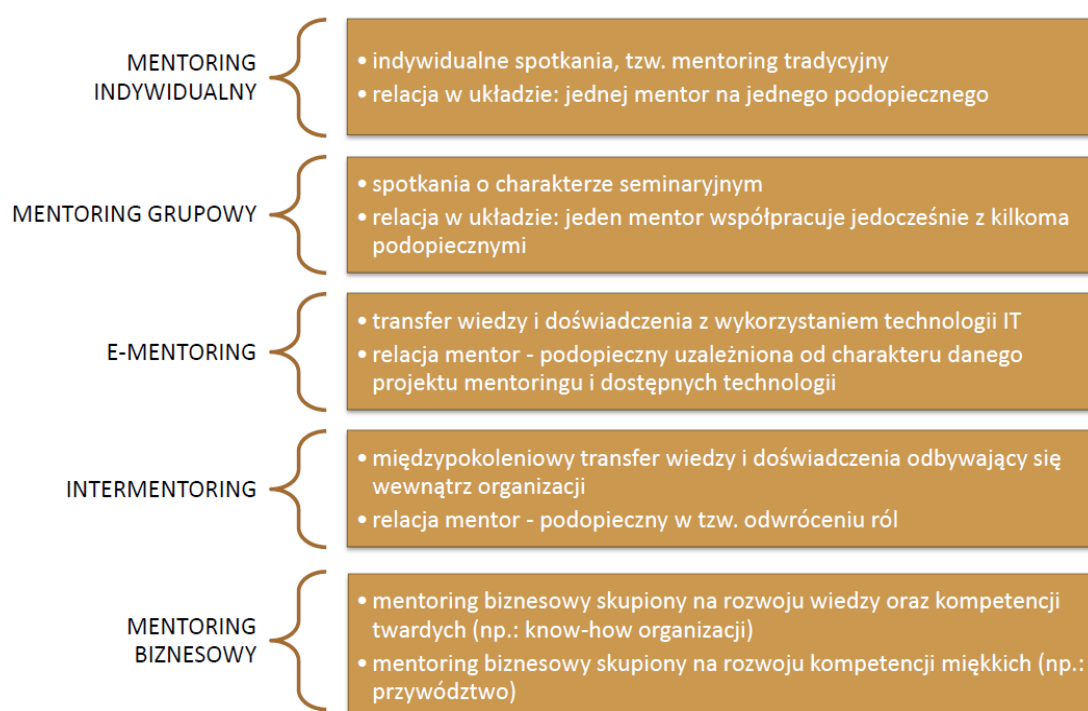 MENTORING
INDYWIDUALNY
• indywidualne spotkania, tzw. mentoring tradycyjny
• relacja w układzie: jednej mentor na jednego podopiecznego
MENTORING GRUPOWY
• spotkania o charakterze seminaryjnym
• relacja w układzie: jeden mentor współpracuje jedocześnie z kilkoma
podopiecznymi
E-MENTORING
• transfer wiedzy i doświadczenia z wykorzystaniem technologii IT
• relacja mentor - podopieczny uzależniona od charakteru danego
projektu mentoringu i dostępnych technologii
INTERMENTORING
• międzypokoleniowy transfer wiedzy i doświadczenia odbywający się
wewnątrz organizacji
• relacja mentor - podopieczny w tzw. odwróceniu ról
MENTORING
BIZNESOWY
• mentoring biznesowy skupiony na rozwoju wiedzy oraz kompetencji
twardych (np.: know-how organizacji)
• mentoring biznesowy skupiony na rozwoju kompetencji miękkich (np.:
przywództwo)